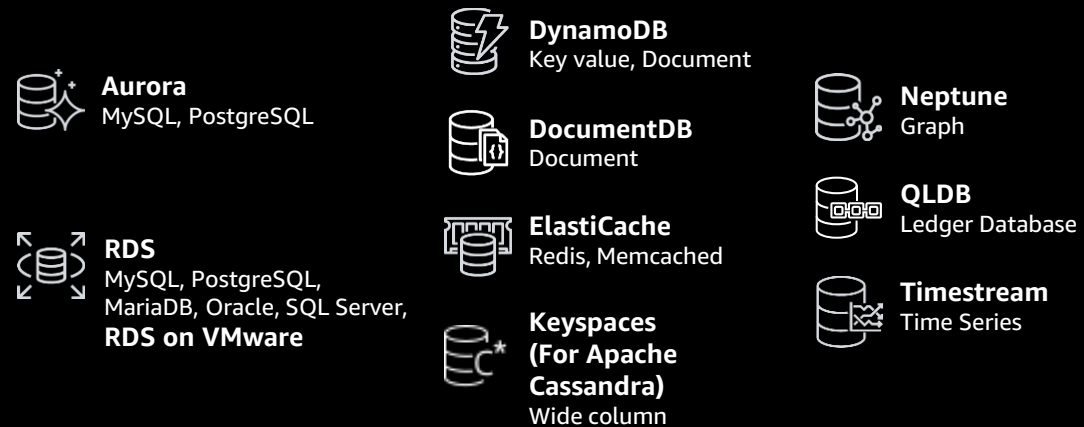 Aurora
MySQL, PostgreSQL
RDS
MySQL, PostgreSQL,
MariaDB, Oracle, SQL Server,
RDS on VMware
DynamoDB
Key value, Document
DocumentDB
Document
ElastiCache
Redis, Memcached
Keyspaces
(For Apache
Cassandra)
Wide column
Neptune
Graph
QLDB
Ledger Database
Timestream
Time Series